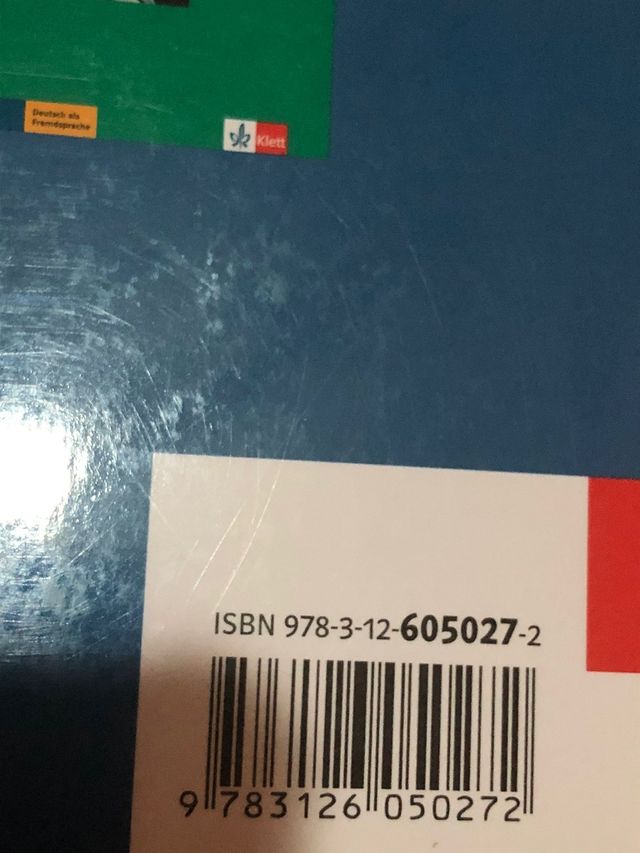 Deutsch als
Fremdsprache
Klett
ISBN 978-3-12-605027-2
9 783126 050272